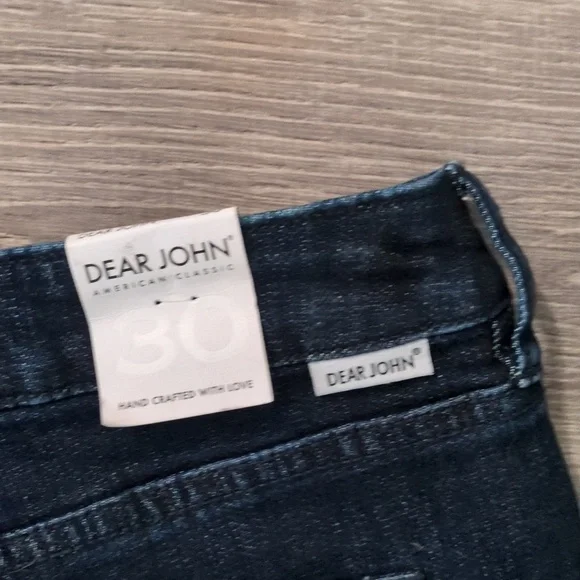 DEAR JOHN®
AMERICAN CLASSIC
30
HAND CRAFTED WITH LOVE
DEAR JOHN®